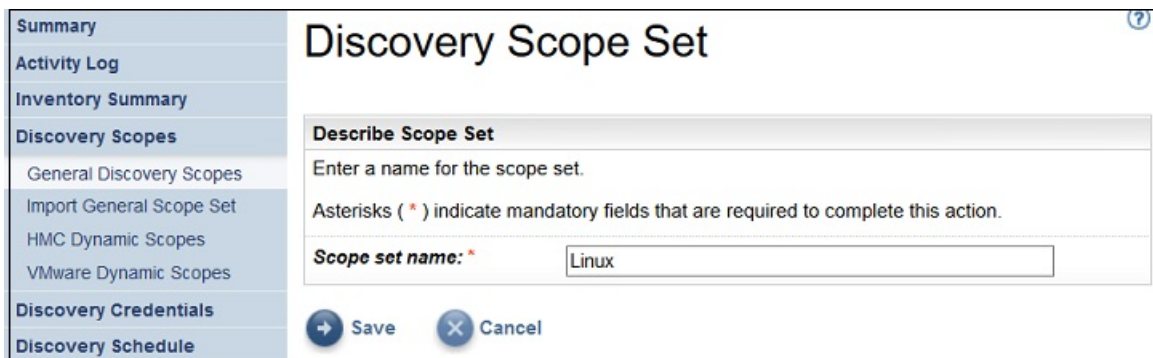 Summary
Activity Log
Inventory Summary
Discovery Scopes
General Discovery Scopes
Import General Scope Set
HMC Dynamic Scopes
VMware Dynamic Scopes
Discovery Credentials
Discovery Schedule
?
Discovery Scope Set
Describe Scope Set
Enter a name for the scope set.
Asterisks ( * ) indicate mandatory fields that are required to complete this action.
Scope set name: * Linux
Save Cancel